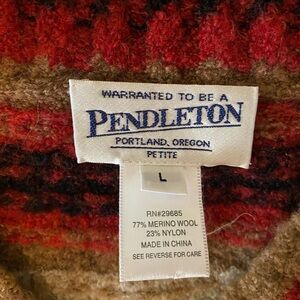 WARRANTED TO BE A
PENDLETON
PORTLAND, OREGON
PETITE
L
RN#29685
77% MERINO WOOL
23% NYLON
MADE IN CHINA
SEE REVERSE FOR CARE